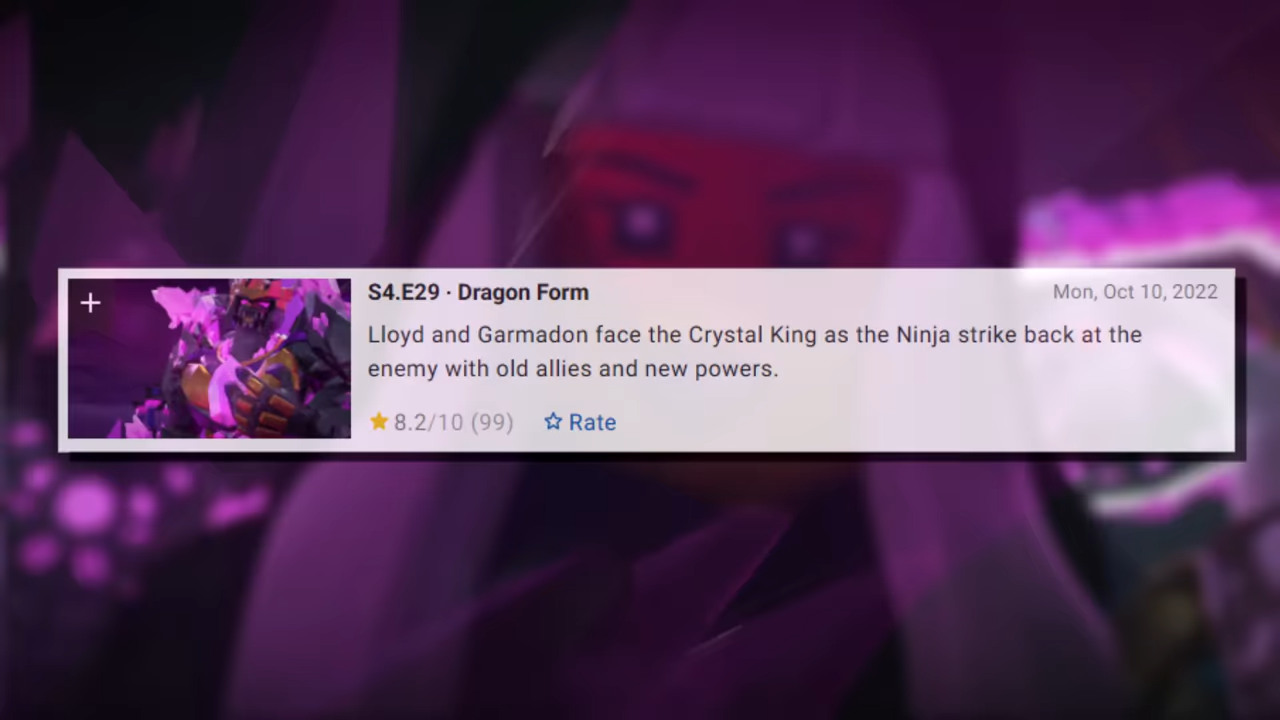 S4.E29 · Dragon Form
Mon, Oct 10, 2022
Lloyd and Garmadon face the Crystal King as the Ninja strike back at the
enemy with old allies and new powers.
8.2/10 (99) Rate